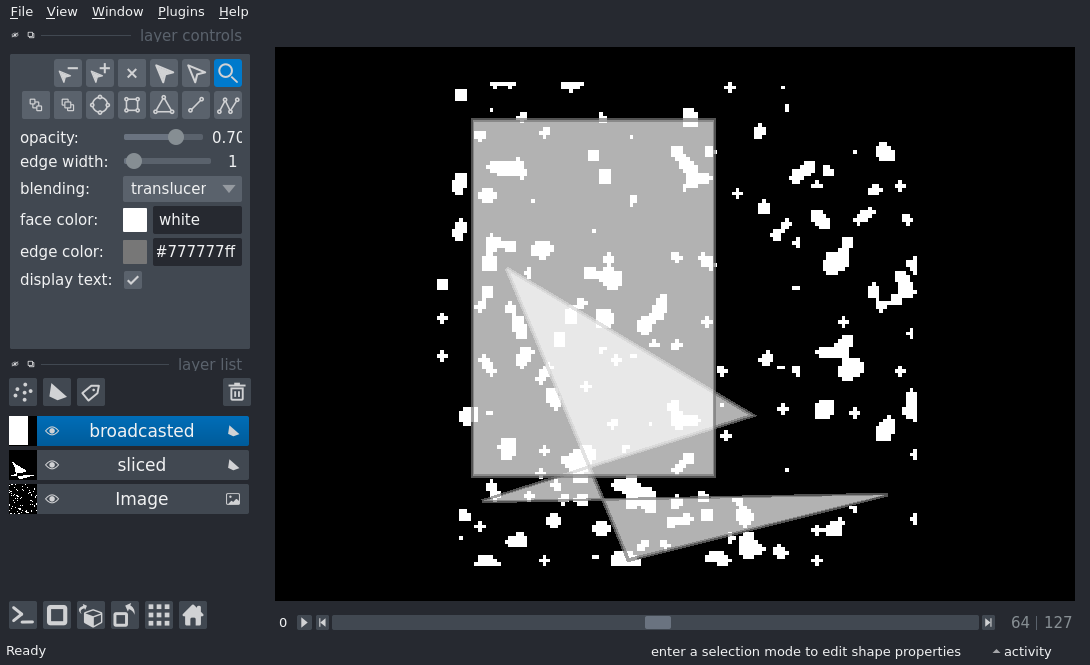 File View Window Plugins Help
layer controls
opacity: 0.70
edge width: 1
blending: translucer
face color: white
edge color: #777777ff
display text:
layer list
broadcasted
sliced
Image
0 64 | 127
Ready enter a selection mode to edit shape properties activity